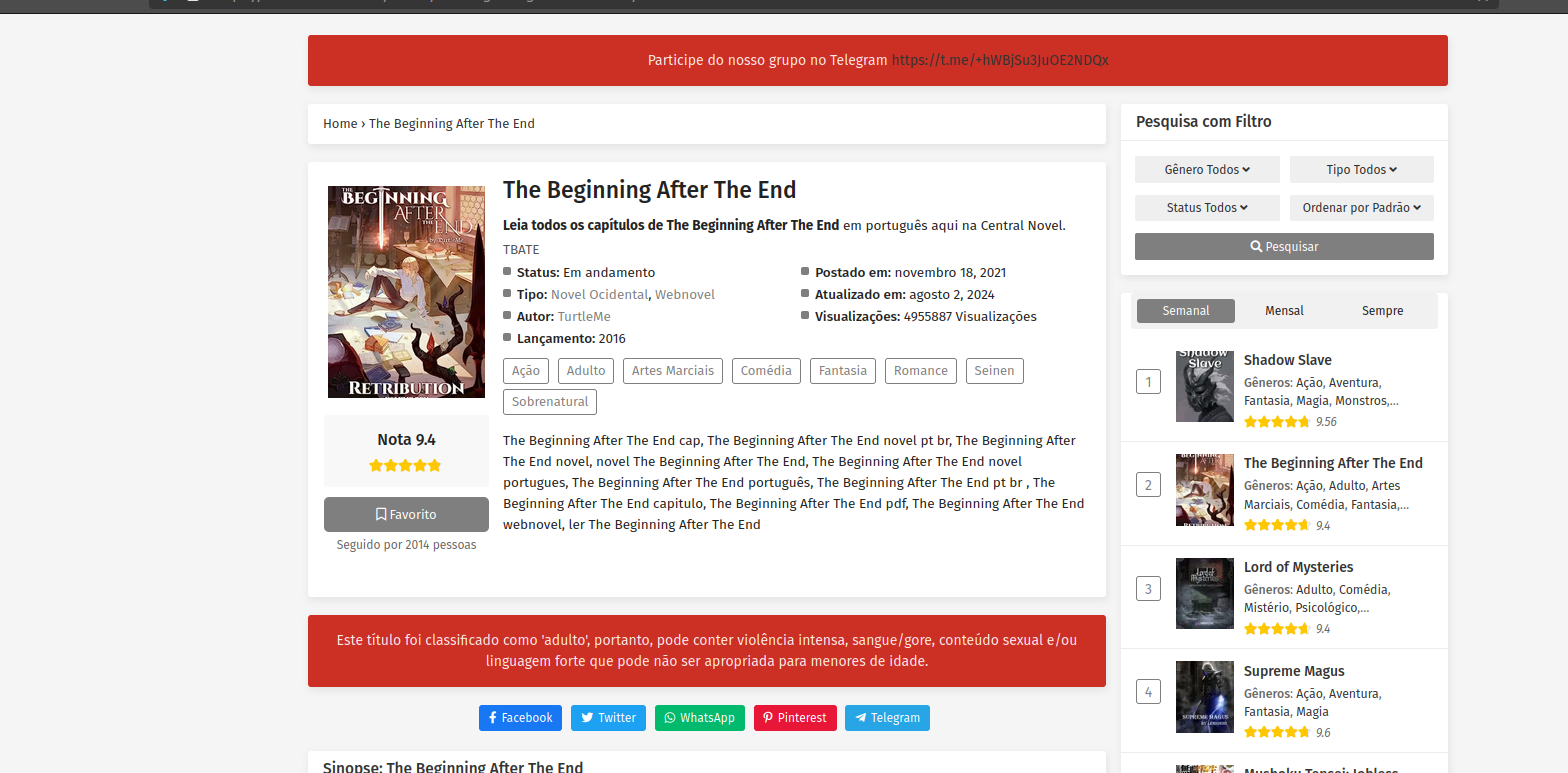 Participe do nosso grupo no Telegram https://t.me/+hWBjSu3JuOE2NDQx
Home › The Beginning After The End
THE
BEGINNING
AFTER
THE
END
by TurtleMe
RETRIBUTION
Nota 9.4
Favorito
Seguido por 2014 pessoas
The Beginning After The End
Leia todos os capítulos de The Beginning After The End em português aqui na Central Novel.
TBATE
Status: Em andamento
Postado em: novembro 18, 2021
Tipo: Novel Ocidental, Webnovel
Atualizado em: agosto 2, 2024
Autor: TurtleMe
Visualizações: 4955887 Visualizações
Lançamento: 2016
Ação Adulto Artes Marciais Comédia Fantasia Romance Seinen
Sobrenatural
The Beginning After The End cap, The Beginning After The End novel pt br, The Beginning After
The End novel, novel The Beginning After The End, The Beginning After The End novel
portugues, The Beginning After The End português, The Beginning After The End pt br , The
Beginning After The End capitulo, The Beginning After The End pdf, The Beginning After The End
webnovel, ler The Beginning After The End
Este título foi classificado como 'adulto', portanto, pode conter violência intensa, sangue/gore, conteúdo sexual e/ou
linguagem forte que pode não ser apropriada para menores de idade.
Facebook Twitter WhatsApp Pinterest Telegram
Sinopse: The Beginning After The End
Pesquisa com Filtro
Gênero Todos Tipo Todos
Status Todos Ordenar por Padrão
Pesquisar
Semanal Mensal Sempre
1
Shadow
Slave
Shadow Slave
Gêneros: Ação, Aventura,
Fantasia, Magia, Monstros,...
9.56
2
The Beginning After The End
Gêneros: Ação, Adulto, Artes
Marciais, Comédia, Fantasia,...
9.4
3
Lord of
Mysteries
Lord of Mysteries
Gêneros: Adulto, Comédia,
Mistério, Psicológico,...
9.4
4
SUPREME MAGUS
Supreme Magus
Gêneros: Ação, Aventura,
Fantasia, Magia
9.6
Mushoku Tensei: Jobless